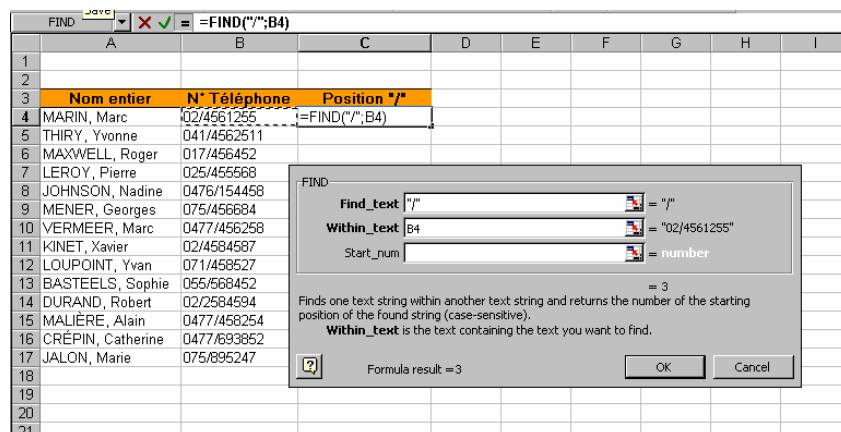 Save
FIND = =FIND("/";B4)
A B C D E F G H I
1
2
3 Nom entier N° Téléphone Position "/"
4 MARIN, Marc 02/4561255 =FIND("/";B4)
5 THIRY, Yvonne 041/4562511
6 MAXWELL, Roger 017/456452
7 LEROY, Pierre 025/455568
8 JOHNSON, Nadine 0476/154458
9 MENER, Georges 075/456684
10 VERMEER, Marc 0477/456258
11 KINET, Xavier 02/4584587
12 LOUPOINT, Yvan 071/458527
13 BASTEELS, Sophie 055/568452
14 DURAND, Robert 02/2584594
15 MALIÈRE, Alain 0477/458254
16 CRÉPIN, Catherine 0477/693852
17 JALON, Marie 075/895247
18
19
20
21
FIND
Find_text "/" = "/"
Within_text B4 = "02/4561255"
Start_num = number
= 3
Finds one text string within another text string and returns the number of the starting
position of the found string (case-sensitive).
Within_text is the text containing the text you want to find.
? Formula result =3 OK Cancel